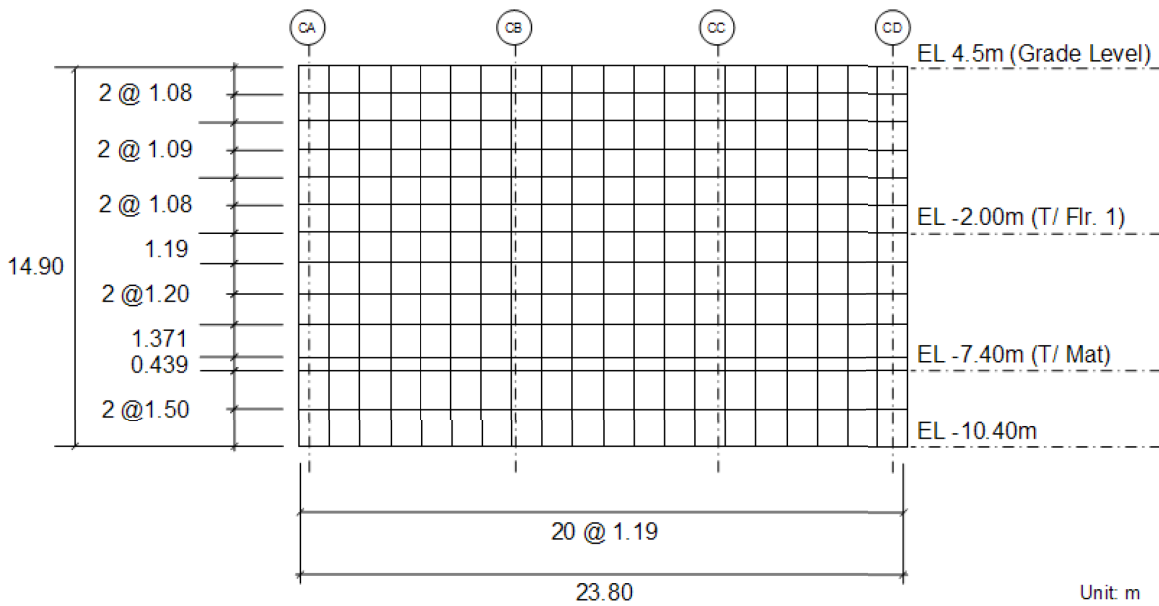 CA CB CC CD
EL 4.5m (Grade Level)
2 @ 1.08
2 @ 1.09
2 @ 1.08
EL -2.00m (T/ Flr. 1)
1.19
14.90
2 @1.20
1.371
EL -7.40m (T/ Mat)
0.439
2 @1.50
EL -10.40m
20 @ 1.19
23.80
Unit: m